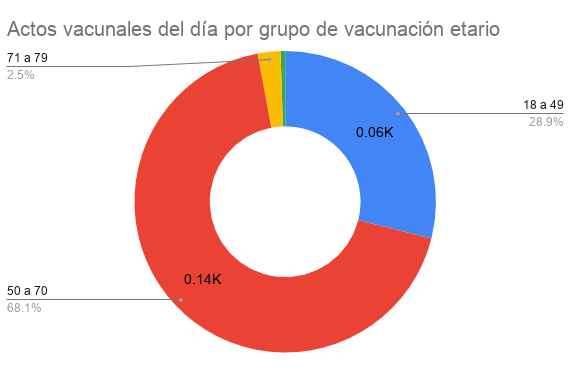 Actos vacunales del día por grupo de vacunación etario
71 a 79
2.5%
18 a 49
28.9%
0.06K
0.14K
50 a 70
68.1%